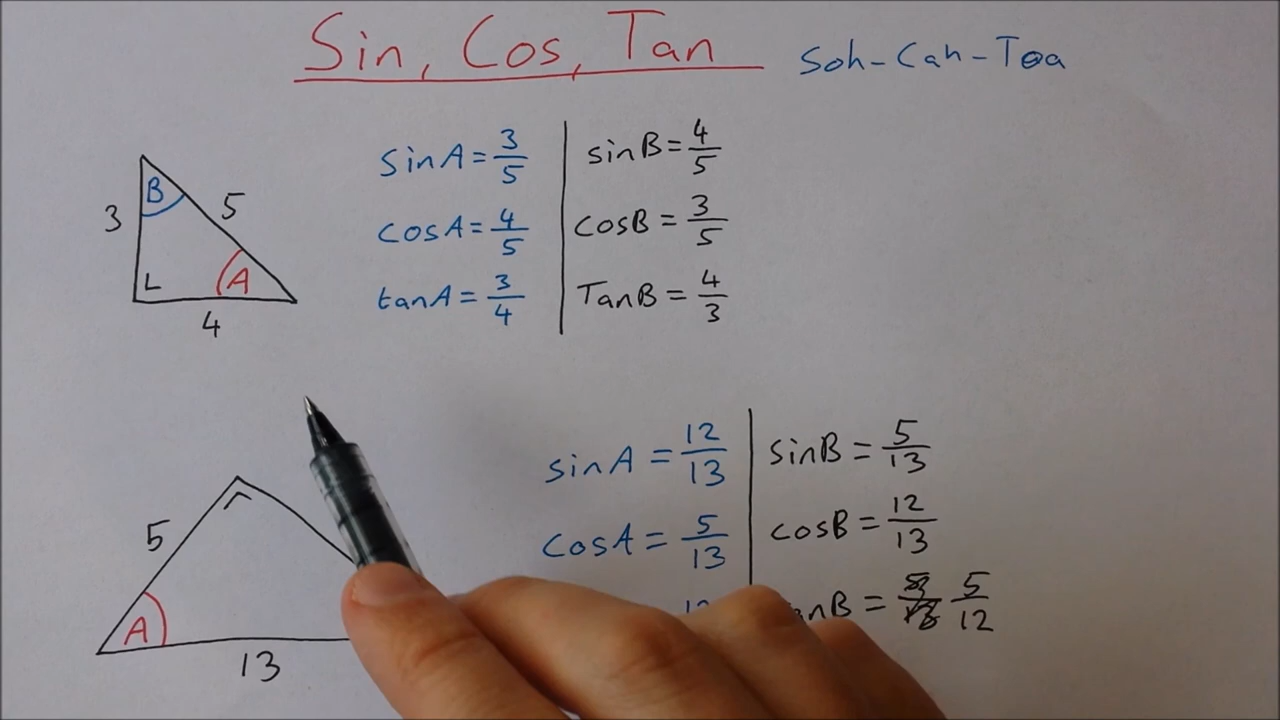 Sin, Cos, Tan Soh-Cah-Toa
sinA = 3/5 sinB = 4/5
cosA = 4/5 cosB = 3/5
tanA = 3/4 TanB = 4/3
B
3
5
L
A
4
sinA = 12/13 sinB = 5/13
cosA = 5/13 cosB = 12/13
anB = 5/12
5
A
13